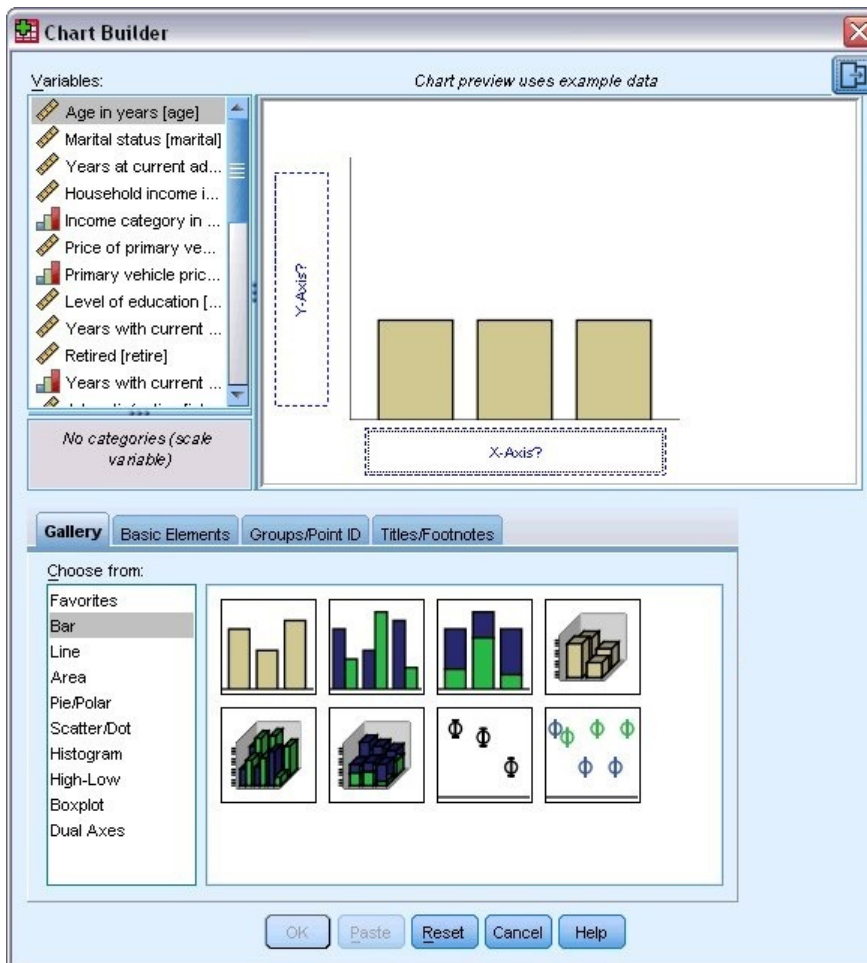 Chart Builder
Variables:
Chart preview uses example data
Age in years [age]
Marital status [marital]
Years at current ad...
Household income i...
Income category in ...
Price of primary ve...
Primary vehicle pric...
Level of education [...
Years with current ...
Retired [retire]
Years with current ...
No categories (scale
variable)
Y-Axis?
X-Axis?
Gallery
Basic Elements
Groups/Point ID
Titles/Footnotes
Choose from:
Favorites
Bar
Line
Area
Pie/Polar
Scatter/Dot
Histogram
High-Low
Boxplot
Dual Axes
OK
Paste
Reset
Cancel
Help